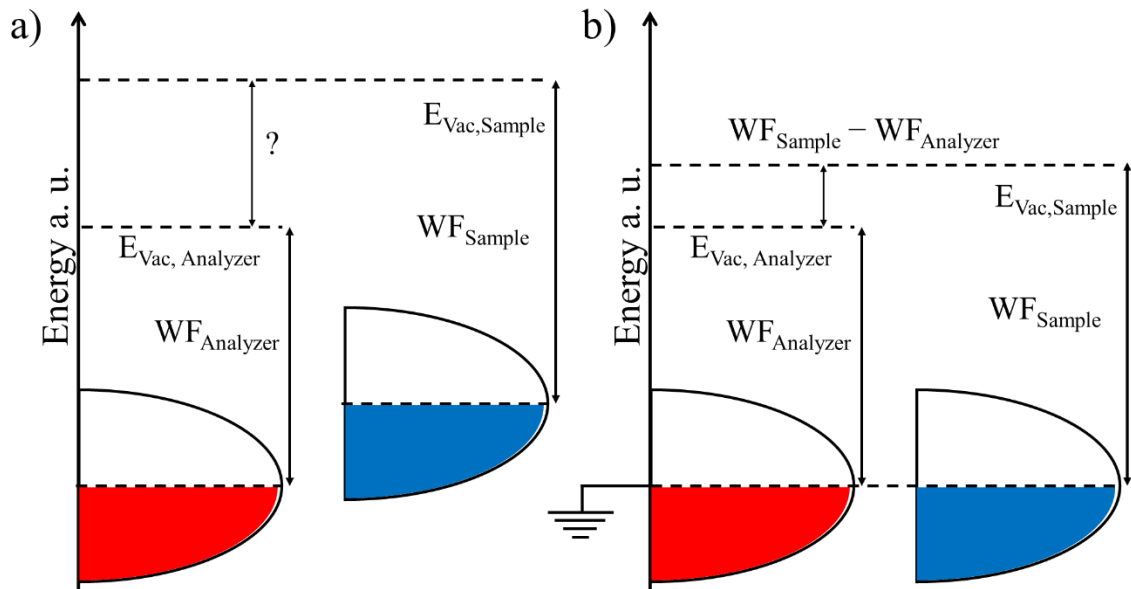 a)
Energy a. u.
?
E_Vac,Sample
E_Vac, Analyzer
WF_Sample
WF_Analyzer
b)
Energy a. u.
WF_Sample – WF_Analyzer
E_Vac,Sample
E_Vac, Analyzer
WF_Sample
WF_Analyzer